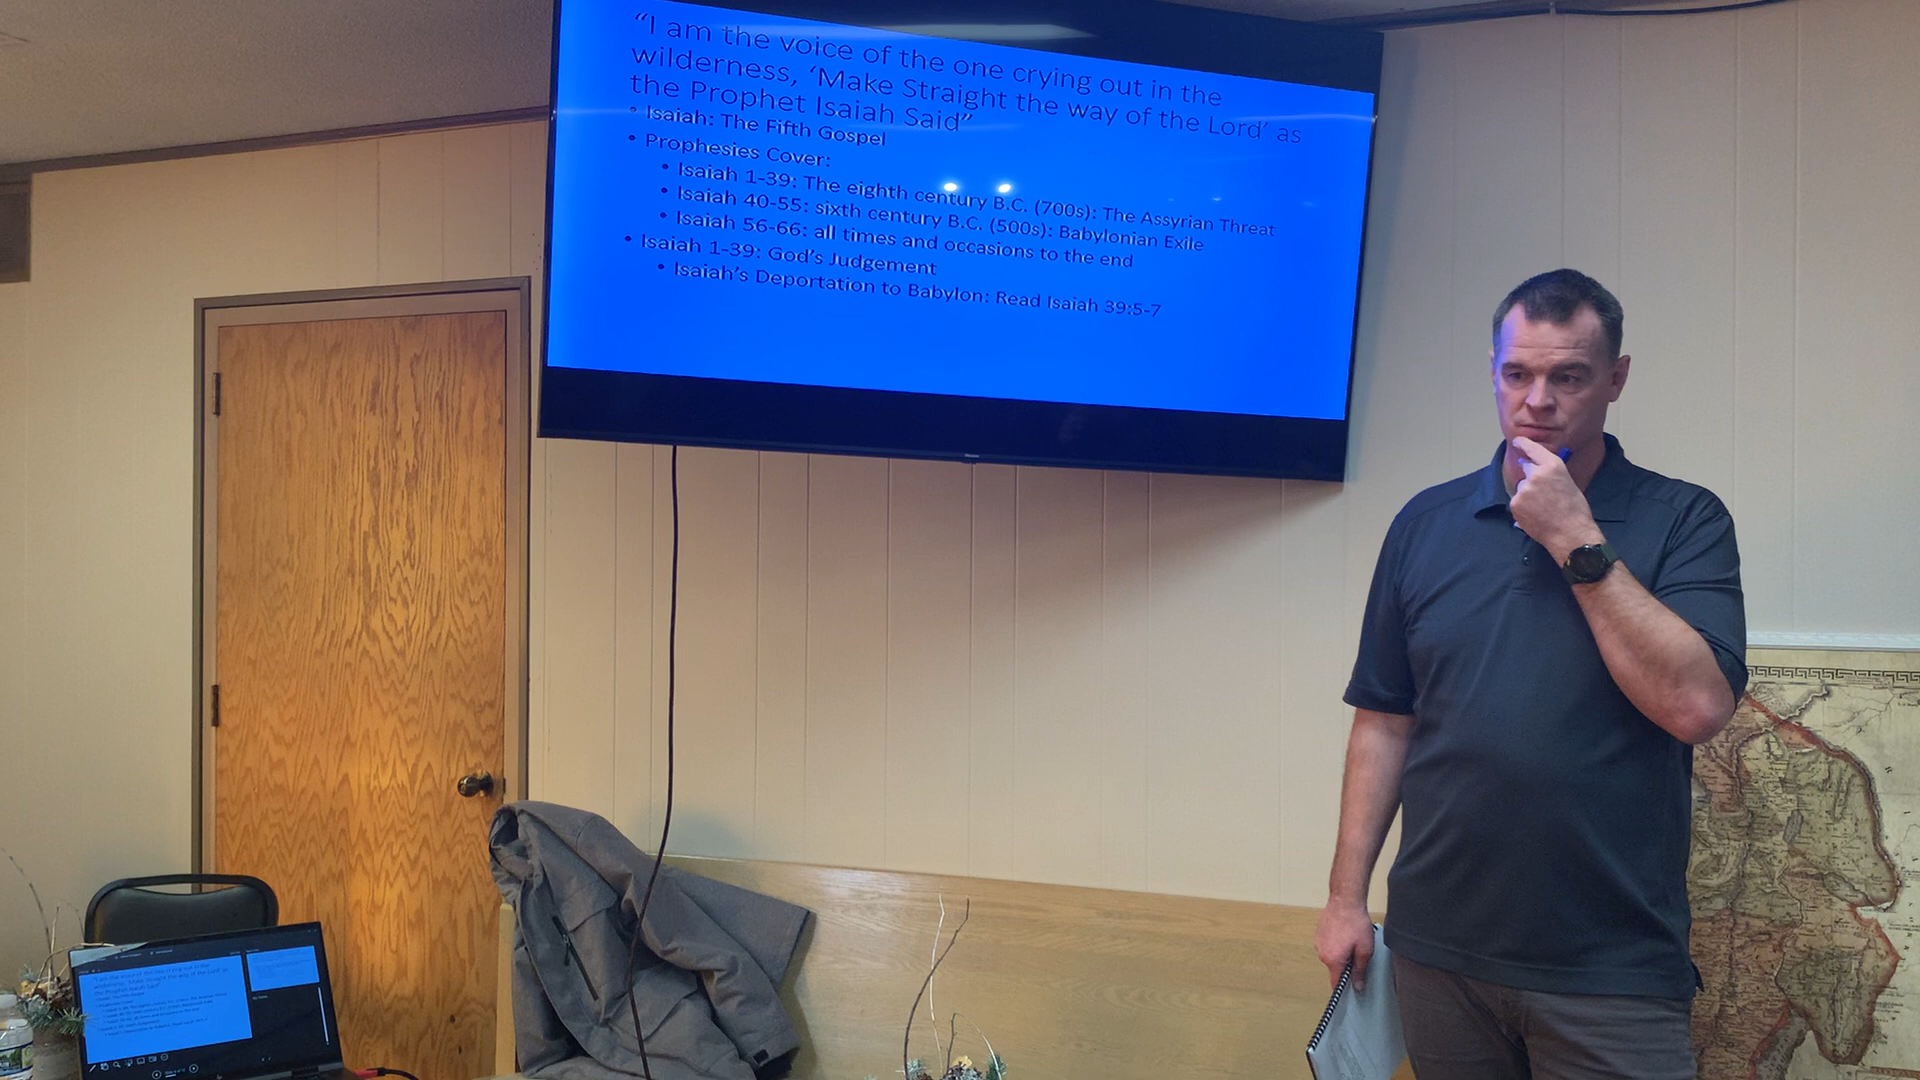 “I am the voice of the one crying out in the
wilderness, ‘Make Straight the way of the Lord’ as
the Prophet Isaiah Said”
• Isaiah: The Fifth Gospel
• Prophesies Cover:
• Isaiah 1-39: The eighth century B.C. (700s): The Assyrian Threat
• Isaiah 40-55: sixth century B.C. (500s): Babylonian Exile
• Isaiah 56-66: all times and occasions to the end
• Isaiah 1-39: God’s Judgement
• Isaiah’s Deportation to Babylon: Read Isaiah 39:5-7